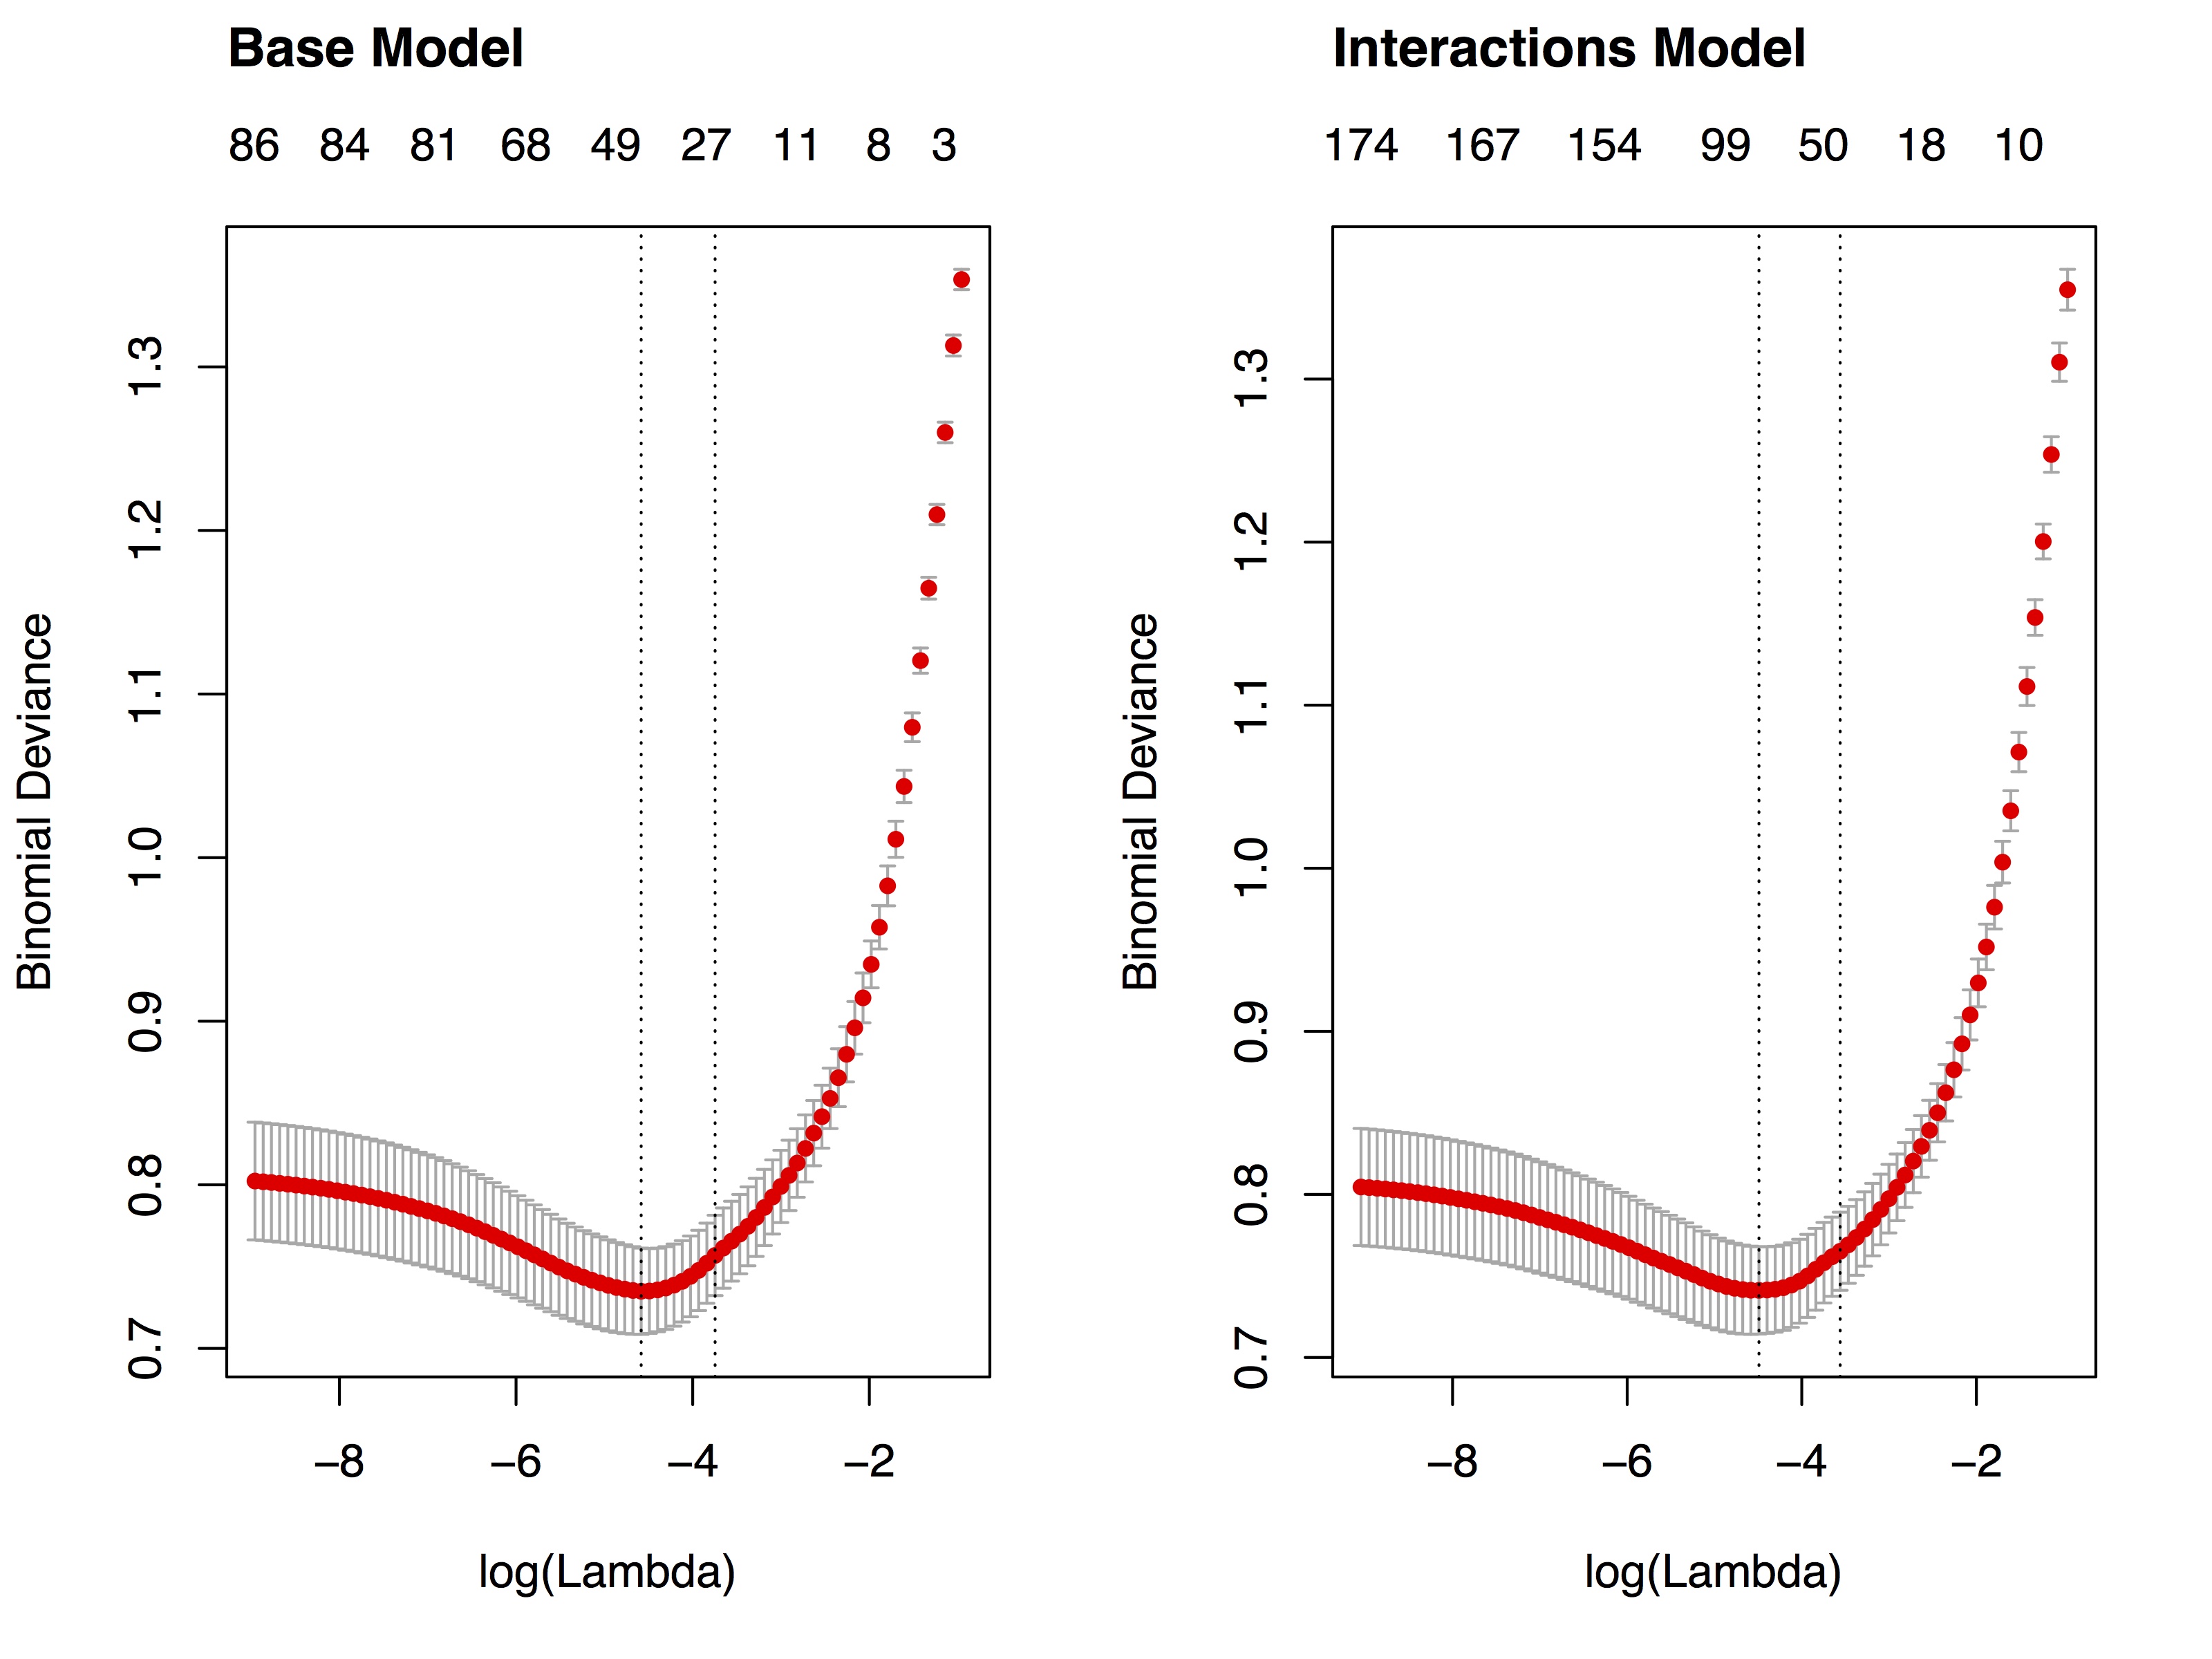 Base Model
86 84 81 68 49 27 11 8 3
Binomial Deviance
1.3
1.2
1.1
1.0
0.9
0.8
0.7
−8 −6 −4 −2
log(Lambda)
Interactions Model
174 167 154 99 50 18 10
Binomial Deviance
1.3
1.2
1.1
1.0
0.9
0.8
0.7
−8 −6 −4 −2
log(Lambda)